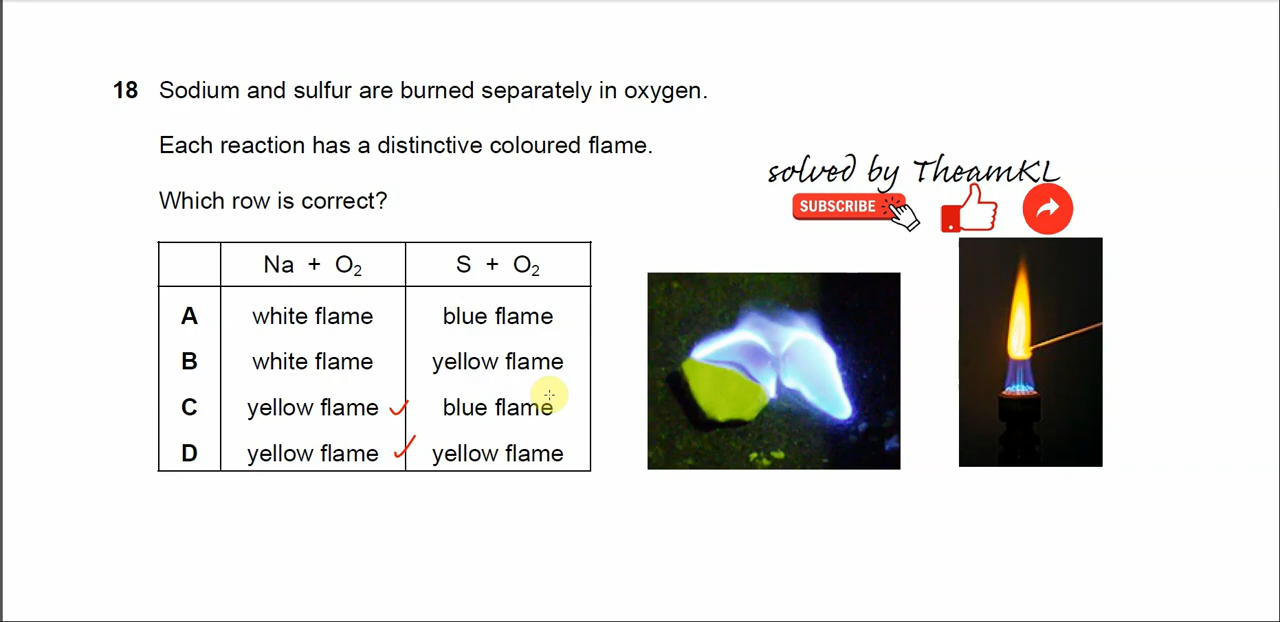 18 Sodium and sulfur are burned separately in oxygen.
Each reaction has a distinctive coloured flame.
Which row is correct?
solved by TheamKL
SUBSCRIBE
Na + O₂ S + O₂
A white flame blue flame
B white flame yellow flame
C yellow flame blue flame
D yellow flame yellow flame